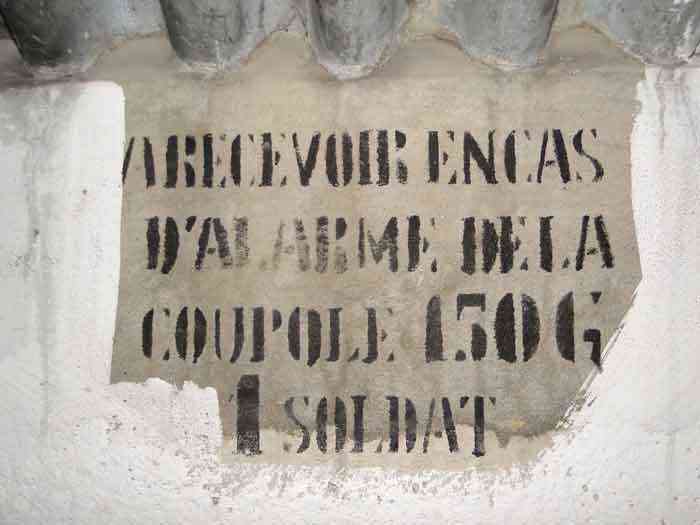 A RECEVOIR EN CAS
D'ALARME DE LA
COUPOLE 150G
1 SOLDAT